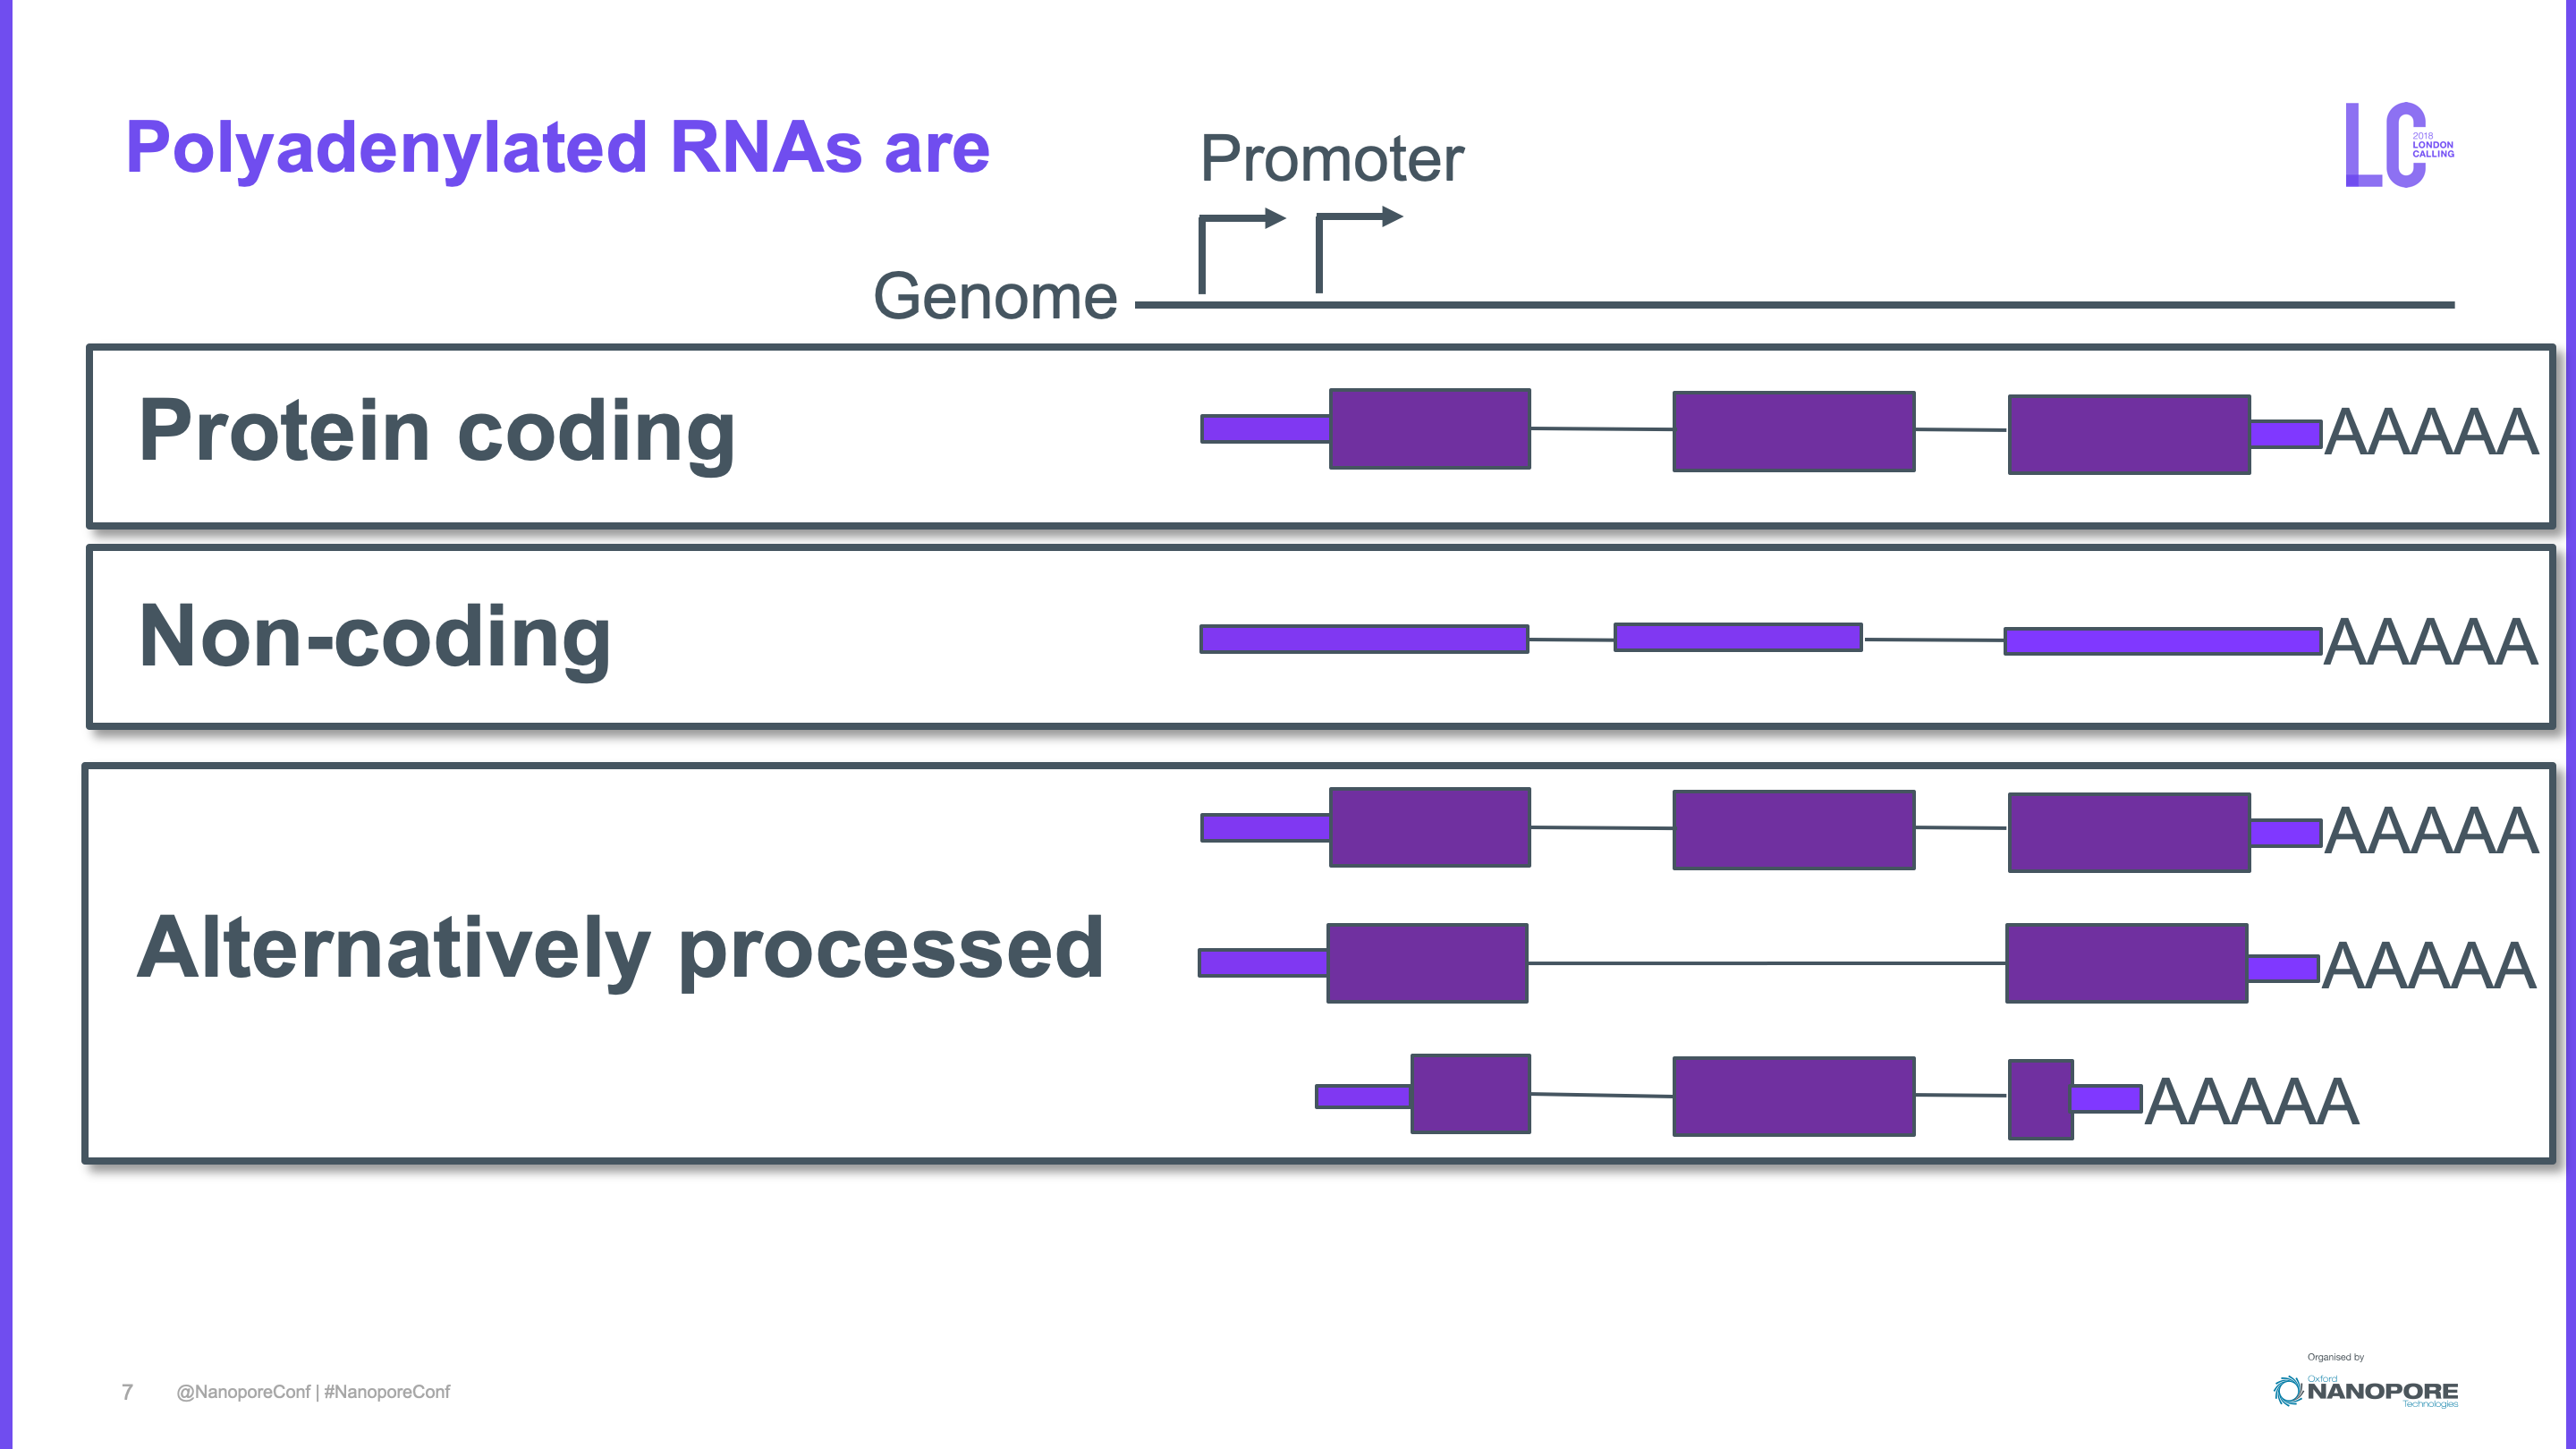 Polyadenylated RNAs are
Promoter
2018
LONDON
CALLING
Genome
Protein coding
AAAAA
Non-coding
AAAAA
AAAAA
Alternatively processed
AAAAA
AAAAA
7
@NanoporeConf | #NanoporeConf
Organised by
Oxford
NANOPORE
Technologies